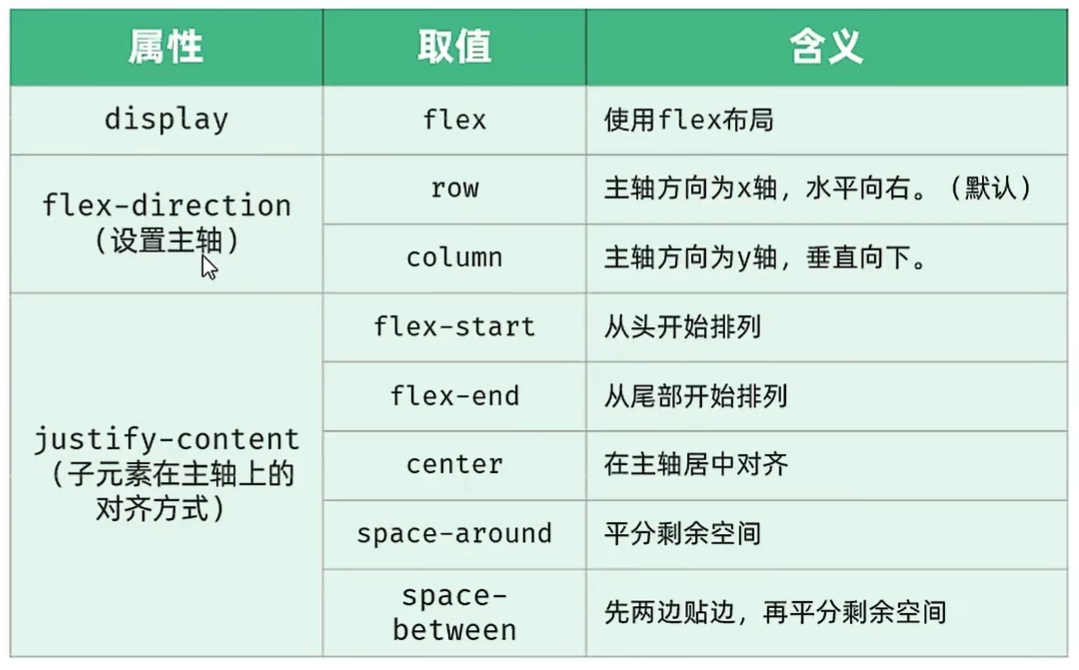 属性 取值 含义
display flex 使用flex布局
flex-direction
（设置主轴）
row 主轴方向为x轴，水平向右。（默认）
column 主轴方向为y轴，垂直向下。
justify-content
（子元素在主轴上的
对齐方式）
flex-start 从头开始排列
flex-end 从尾部开始排列
center 在主轴居中对齐
space-around 平分剩余空间
space-
between
先两边贴边，再平分剩余空间